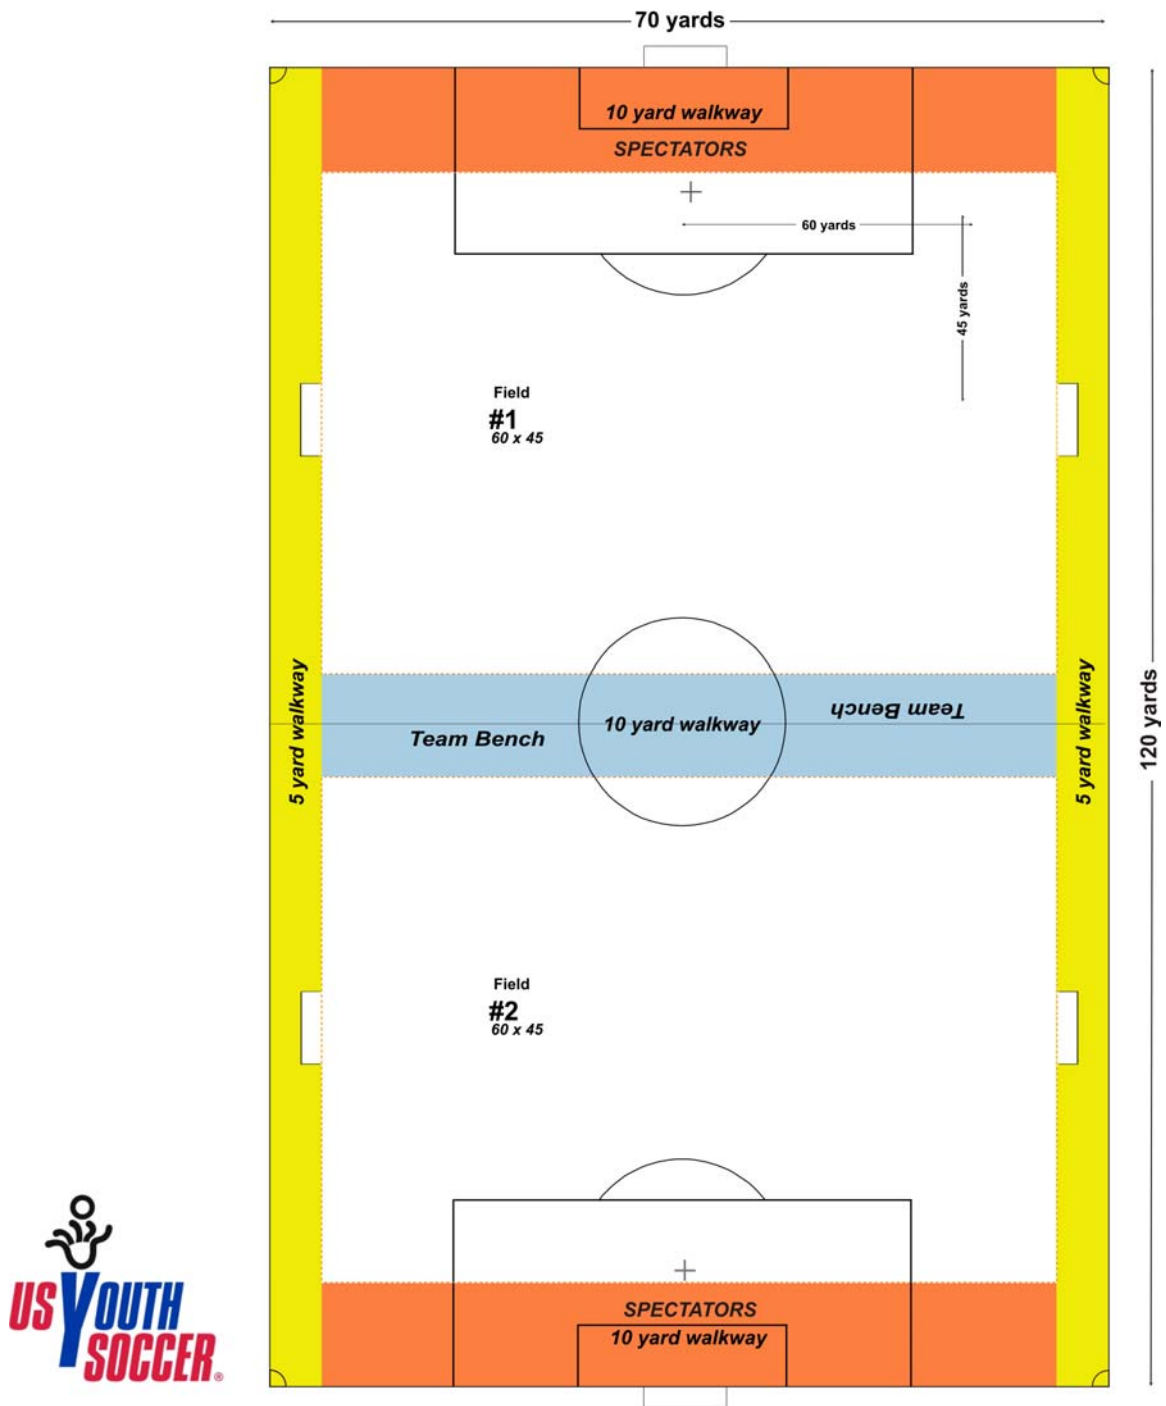 70 yards
10 yard walkway
SPECTATORS
60 yards
45 yards
Field
#1
60 x 45
5 yard walkway
Team Bench
10 yard walkway
Team Bench
5 yard walkway
120 yards
Field
#2
60 x 45
SPECTATORS
10 yard walkway
US YOUTH
SOCCER®